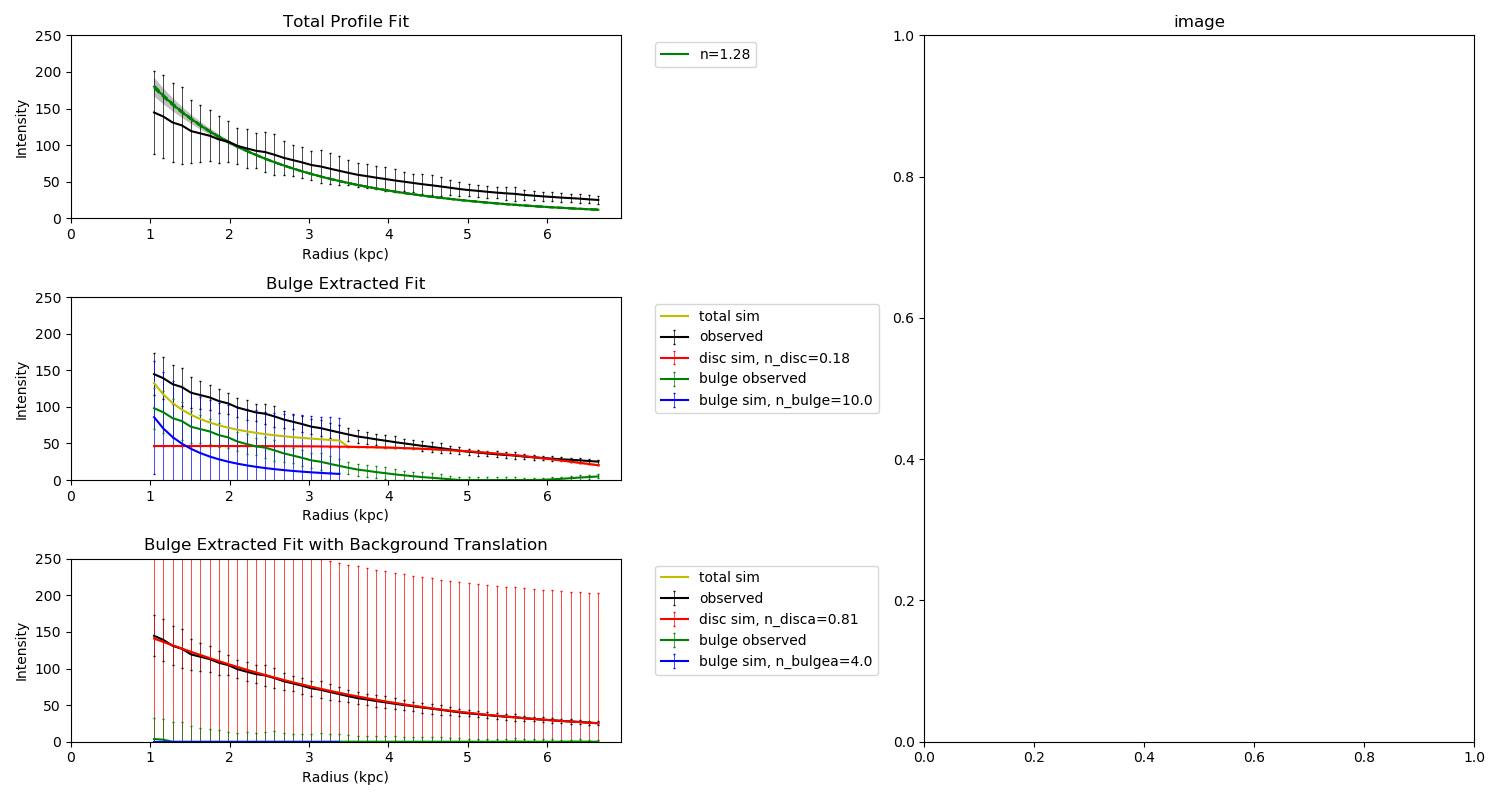 Total Profile Fit
250
200
150
100
50
0
Intensity
0 1 2 3 4 5 6
Radius (kpc)
n=1.28
Bulge Extracted Fit
250
200
150
100
50
0
Intensity
0 1 2 3 4 5 6
Radius (kpc)
total sim
observed
disc sim, n_disc=0.18
bulge observed
bulge sim, n_bulge=10.0
Bulge Extracted Fit with Background Translation
250
200
150
100
50
0
Intensity
0 1 2 3 4 5 6
Radius (kpc)
total sim
observed
disc sim, n_disca=0.81
bulge observed
bulge sim, n_bulgea=4.0
image
1.0
0.8
0.6
0.4
0.2
0.0
0.0 0.2 0.4 0.6 0.8 1.0